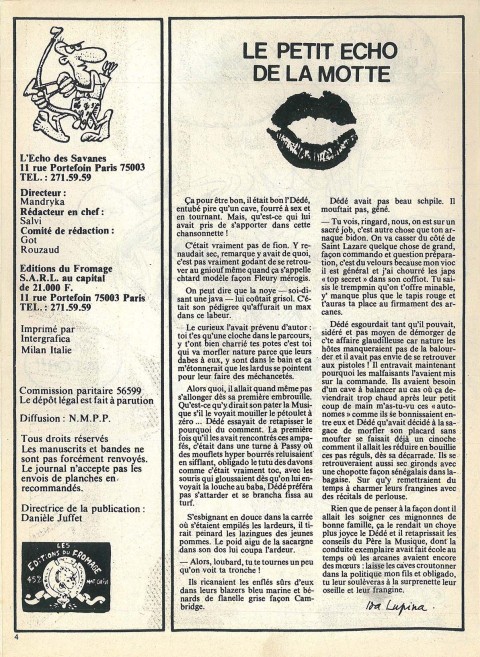 L'Echo des Savanes
11 rue Portefoin Paris 75003
TEL. : 271.59.59
Directeur :
Mandryka
Rédacteur en chef :
Salvi
Comité de rédaction :
Got
Rouzaud
Editions du Fromage
S.A.R.L. au capital
de 21.000 F.
11 rue Portefoin 75003 Paris
TEL. : 271.59.59
Imprimé par
Intergrafica
Milan Italie
Commission paritaire 56599
Le dépôt légal est fait à parution
Diffusion : N.M.P.P.
Tous droits réservés
Les manuscrits et bandes ne
sont pas forcément renvoyés.
Le journal n'accepte pas les
envois de planches en
recommandés.
Directrice de la publication :
Danièle Juffet
LES
EDITIONS DU FROMAGE
45%
4
LE PETIT ECHO
DE LA MOTTE
Ça pour être bon, il était bon l'Dédé,
entubé pire qu'un cave, fourré à sex et
en tournant. Mais, qu'est-ce qui lui
avait pris de s'apporter dans cette
chansonnette !
C'était vraiment pas de fion. Y re-
naudait sec, remarque y avait de quoi,
c'est pas vraiment godant de se retrou-
ver au gniouf même quand ça s'appelle
chtard modèle façon Fleury mérogis.
On peut dire que la noye — soi-di-
sant une java — lui coûtait grisol. C'é-
tait son pédigree qu'affurait un max
dans ce labeur.
Le curieux l'avait prévenu d'autor :
toi t'es qu'une cloche dans le parcours,
y t'ont bien charré tes potes c'est toi
qui va morfler nature parce que leurs
dabes à eux, y sont dans le bain et ça
m'étonnerait que les lardus se pointent
pour leur faire des méchancetés.
Alors quoi, il allait quand même pas
s'allonger dès sa première embrouille.
Qu'est-ce qu'y dirait son pater la Musi-
que s'il le voyait mouiller le pétoulet à
zéro ... Dédé essayait de retapisser le
pourquoi du comment. La première
fois qu'il les avait rencontrés ces ampa-
fés, c'était dans une turne à Passy où
des mouflets hyper bourrés reluisaient
en sifflant, obligado le tutu des davons
comme c'était vraiment toc, avec les
souris qui gloussaient dès qu'on lui en-
voyait la louche au baba, Dédé préféra
pas s'attarder et se brancha fissa au
turf.
S'esbignant en douce dans la carrée
où s'étaient empilés les lardeurs, il ti-
rait peinard les lazingues des jeunes
pommes. Le poid aigu de la sacargne
dans son dos lui coupa l'ardeur.
— Alors, loubard, tu te tournes un peu
qu'on voit ta tronche !
Ils ricanaient les enflés sûrs d'eux
dans leurs blazers bleu marine et bé-
nards de flanelle grise façon Cam-
bridge.
Dédé avait pas beau schpile. Il
mouftait pas, géné.
— Tu vois, ringard, nous, on est sur un
sacré job, c'est autre chose que ton ar-
naque bidon. On va casser du côté de
Saint Lazare quelque chose de grand,
façon commando et question prépara-
tion, c'est du velours because mon vioc
il est général et j'ai chourré les japs
« top secret » dans son coffiot. Tu sai-
sis le trempmin qu'on t'offre minable,
y' manque plus que le tapis rouge et
t'auras ta place au firmament des ar-
cans.
Dédé esgourdait tant qu'il pouvait,
sidéré et pas moyen de démorger de
c'te affaire glaudifleuse car nature les
hôtes manqueraient pas de la balour-
der et il avait pas envie de se retrouver
aux pistolets ! Il entravait maintenant
pourquoi les malfaisants l'avaient mis
sur la commande. Ils avaient besoin
d'un cave à balancer au cas où ça de-
viendrait trop chaud après leur petit
coup de main m'as-tu-vu ces « auto-
nomes » comme ils se bonnissaient en-
tre eux et Dédé qu'avait décidé à la spa-
gace de morfler son placard sans
moufter se faisait déjà un cinoche
comment il allait les réduire en bouillie
ces pas réguls, dès sa décarrade. Ils se
retrouveraient aussi sec gironds avec
une chopotte façon sénégalais dans la-
bagaise. Sur qu'y remettraient du
temps à charmer leurs frangines avec
des récitals de perlouse.
Rien que de penser à la façon dont il
allait les soigner ces mignonnes de
bonne famille, ça le rendait un choye
plus joyce le Dédé et il retaprissait les
conseils du Père la Musique, dont la
conduite exemplaire avait fait école au
temps où les arcanes avaient encore
des mœurs : laisse les caves croutonner
dans la politique mon fils et obligado,
tu leur soulèveras à la surprenette leur
oseille et leur frangine.
Ida Lupina.